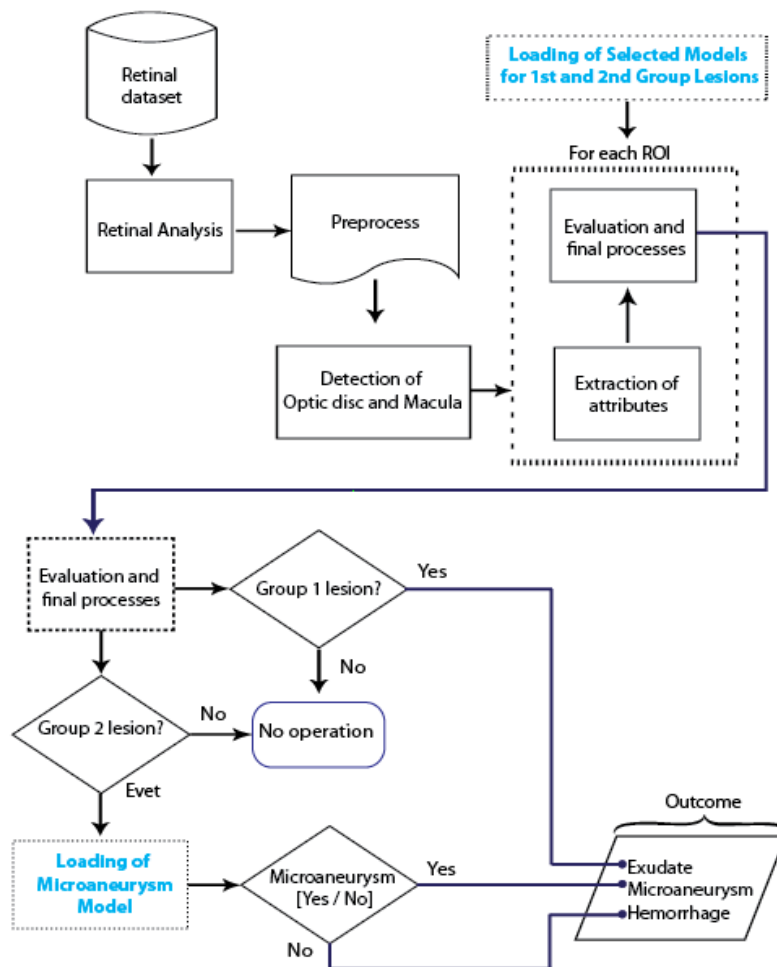 Retinal
dataset
Loading of Selected Models
for 1st and 2nd Group Lesions
For each ROI
Retinal Analysis
Preprocess
Evaluation and
final processes
Detection of
Optic disc and Macula
Extraction of
attributes
Evaluation and
final processes
Group 1 lesion?
Yes
No
Group 2 lesion?
No
No operation
Evet
Loading of
Microaneurysm
Model
Microaneurysm
[Yes / No]
Yes
No
Outcome
Exudate
Microaneurysm
Hemorrhage